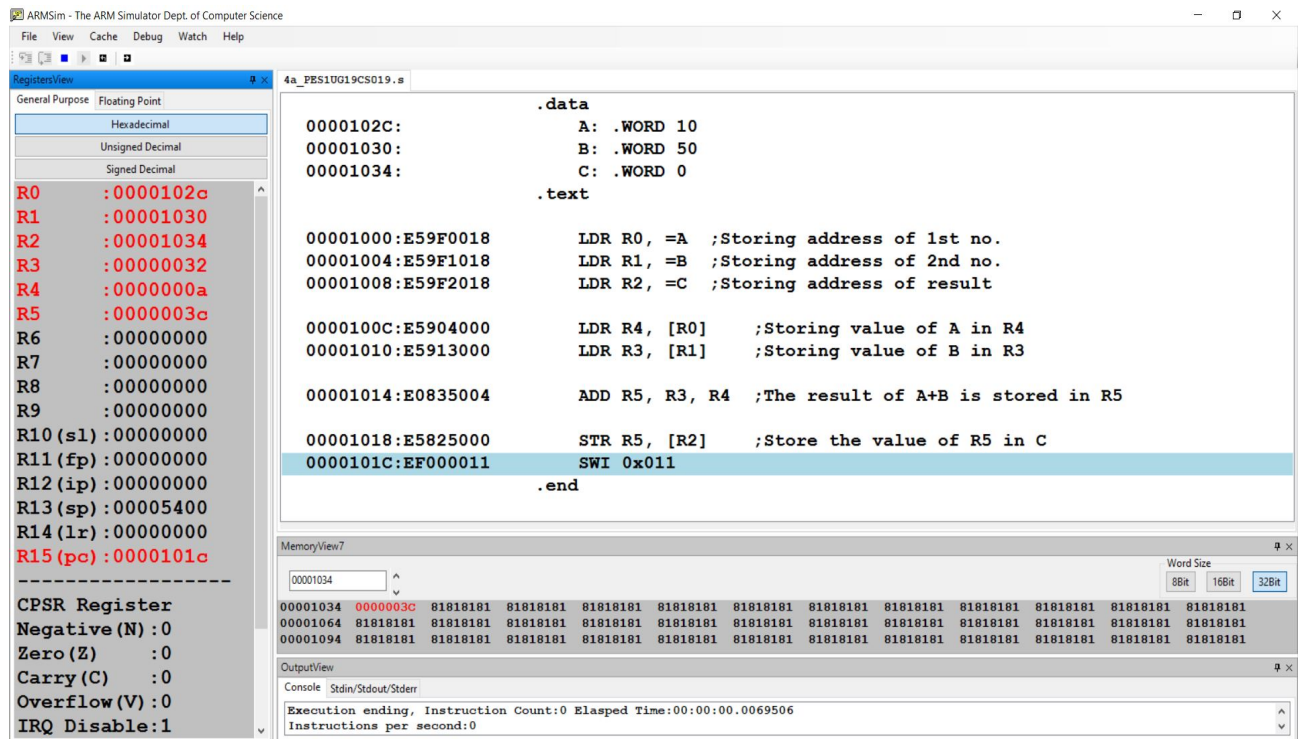 ARMSim - The ARM Simulator Dept. of Computer Science
File View Cache Debug Watch Help
RegistersView
General Purpose Floating Point
Hexadecimal
Unsigned Decimal
Signed Decimal
R0 :0000102c
R1 :00001030
R2 :00001034
R3 :00000032
R4 :0000000a
R5 :0000003c
R6 :00000000
R7 :00000000
R8 :00000000
R9 :00000000
R10(sl):00000000
R11(fp):00000000
R12(ip):00000000
R13(sp):00005400
R14(lr):00000000
R15(pc):0000101c
------------------
CPSR Register
Negative(N):0
Zero(Z) :0
Carry(C) :0
Overflow(V):0
IRQ Disable:1
4a_PES1UG19CS019.s
.data
0000102C: A: .WORD 10
00001030: B: .WORD 50
00001034: C: .WORD 0
.text
00001000:E59F0018 LDR R0, =A ;Storing address of 1st no.
00001004:E59F1018 LDR R1, =B ;Storing address of 2nd no.
00001008:E59F2018 LDR R2, =C ;Storing address of result
0000100C:E5904000 LDR R4, [R0] ;Storing value of A in R4
00001010:E5913000 LDR R3, [R1] ;Storing value of B in R3
00001014:E0835004 ADD R5, R3, R4 ;The result of A+B is stored in R5
00001018:E5825000 STR R5, [R2] ;Store the value of R5 in C
0000101C:EF000011 SWI 0x011
.end
MemoryView7
Word Size
00001034 8Bit 16Bit 32Bit
00001034 0000003C 81818181 81818181 81818181 81818181 81818181 81818181 81818181 81818181 81818181 81818181 81818181
00001064 81818181 81818181 81818181 81818181 81818181 81818181 81818181 81818181 81818181 81818181 81818181 81818181
00001094 81818181 81818181 81818181 81818181 81818181 81818181 81818181 81818181 81818181 81818181 81818181 81818181
OutputView
Console Stdin/Stdout/Stderr
Execution ending, Instruction Count:0 Elasped Time:00:00:00.0069506
Instructions per second:0